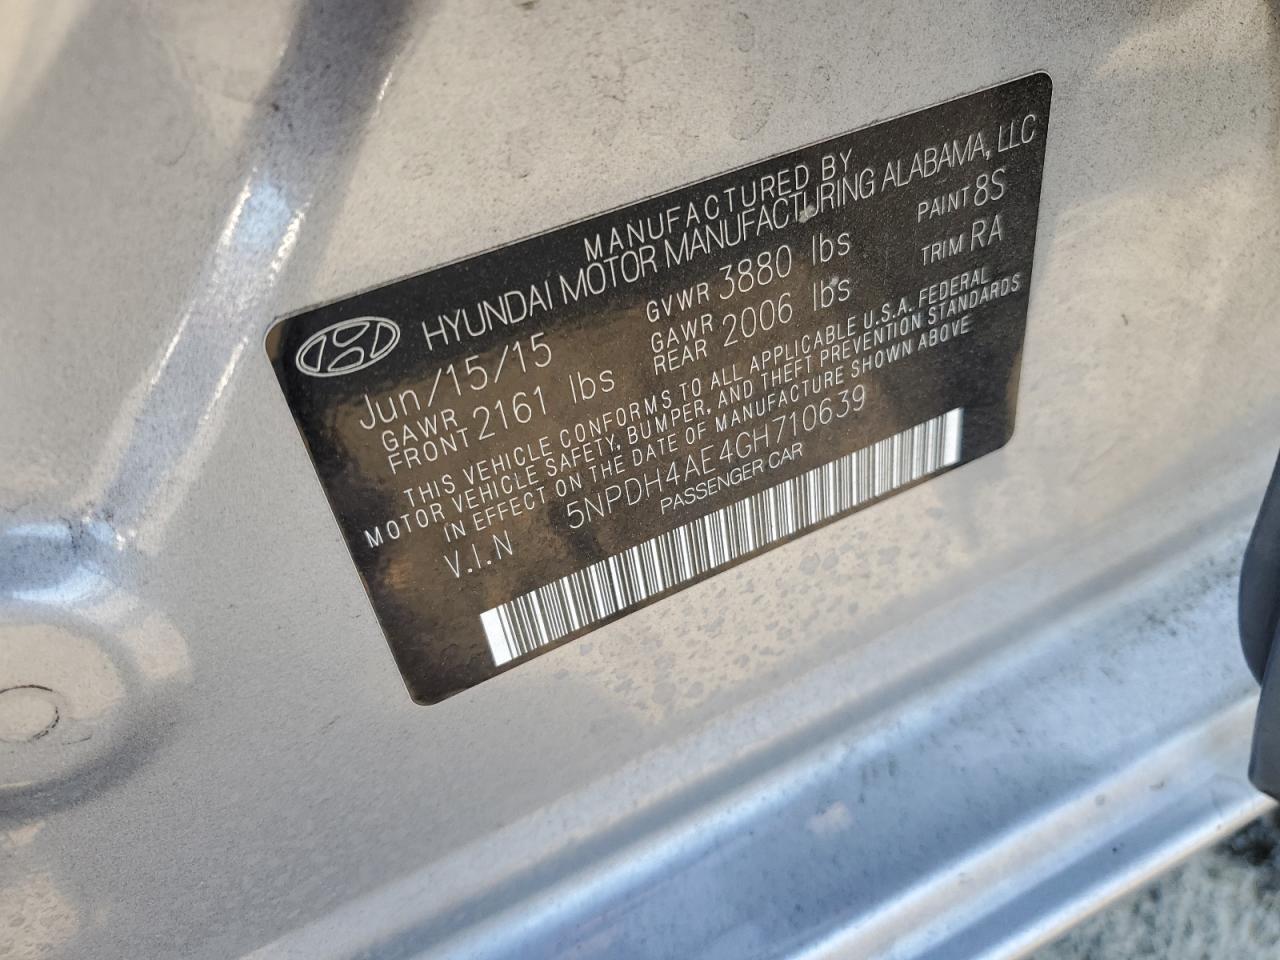 MANUFACTURED BY
HYUNDAI MOTOR MANUFACTURING ALABAMA, LLC
Jun/15/15 GVWR 3880 lbs PAINT 8S
GAWR FRONT 2161 lbs GAWR REAR 2006 lbs TRIM RA
THIS VEHICLE CONFORMS TO ALL APPLICABLE U.S.A. FEDERAL
MOTOR VEHICLE SAFETY, BUMPER, AND THEFT PREVENTION STANDARDS
IN EFFECT ON THE DATE OF MANUFACTURE SHOWN ABOVE
V.I.N 5NPDH4AE4GH710639
PASSENGER CAR